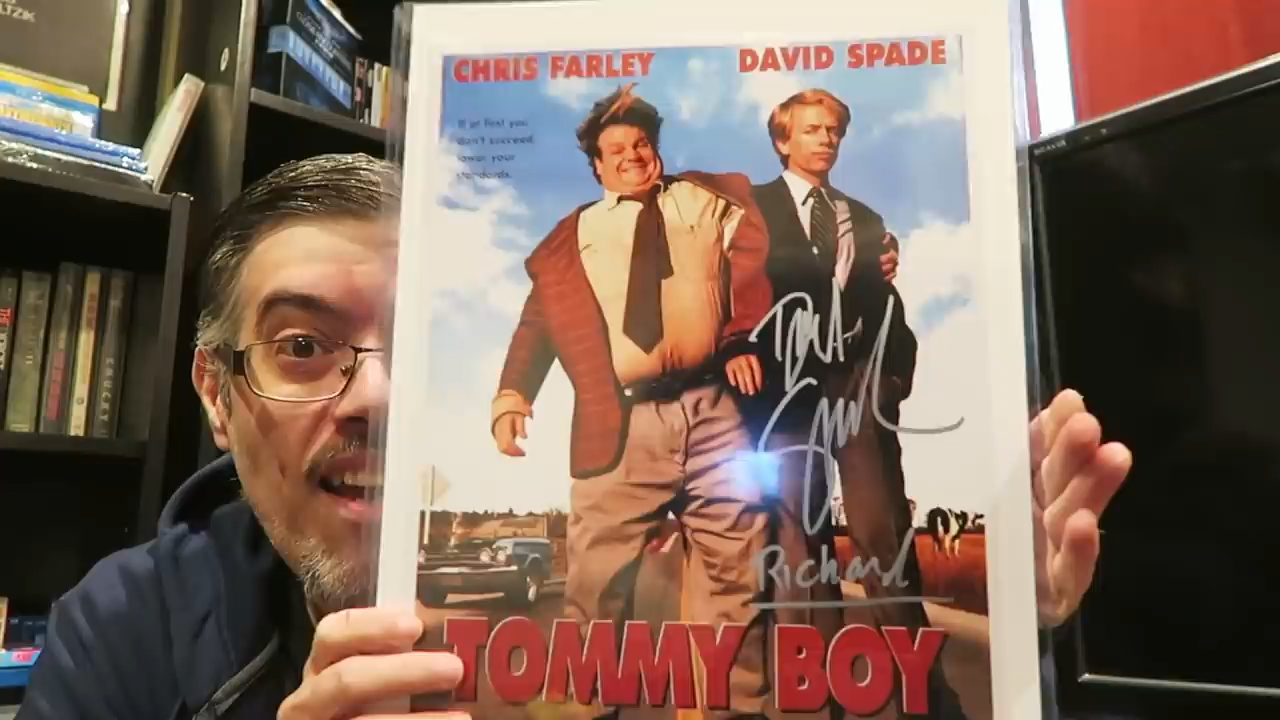 CHRIS FARLEY DAVID SPADE
If at first you
don't succeed,
lower your
standards.
Richard
TOMMY BOY